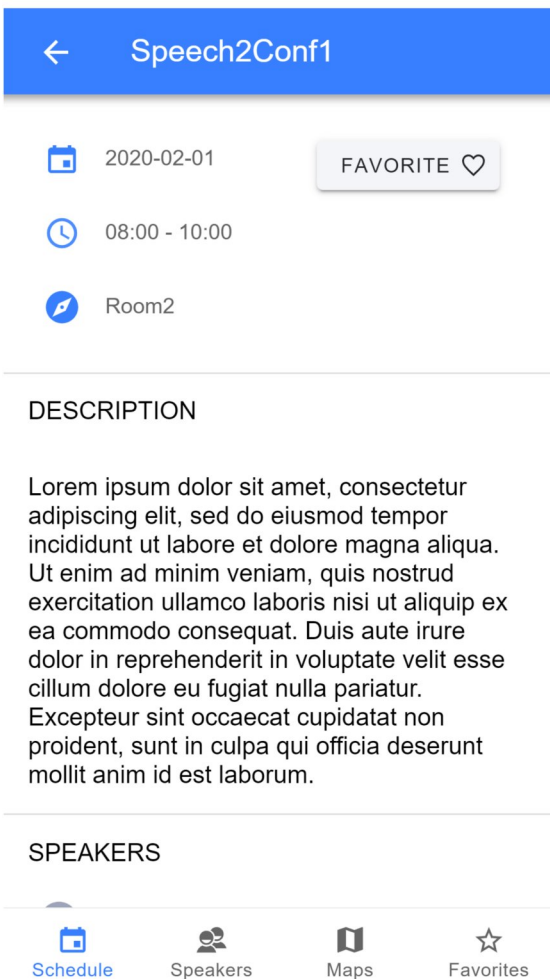 Speech2Conf1
2020-02-01
FAVORITE
08:00 - 10:00
Room2
DESCRIPTION
Lorem ipsum dolor sit amet, consectetur
adipiscing elit, sed do eiusmod tempor
incididunt ut labore et dolore magna aliqua.
Ut enim ad minim veniam, quis nostrud
exercitation ullamco laboris nisi ut aliquip ex
ea commodo consequat. Duis aute irure
dolor in reprehenderit in voluptate velit esse
cillum dolore eu fugiat nulla pariatur.
Excepteur sint occaecat cupidatat non
proident, sunt in culpa qui officia deserunt
mollit anim id est laborum.
SPEAKERS
Schedule
Speakers
Maps
Favorites